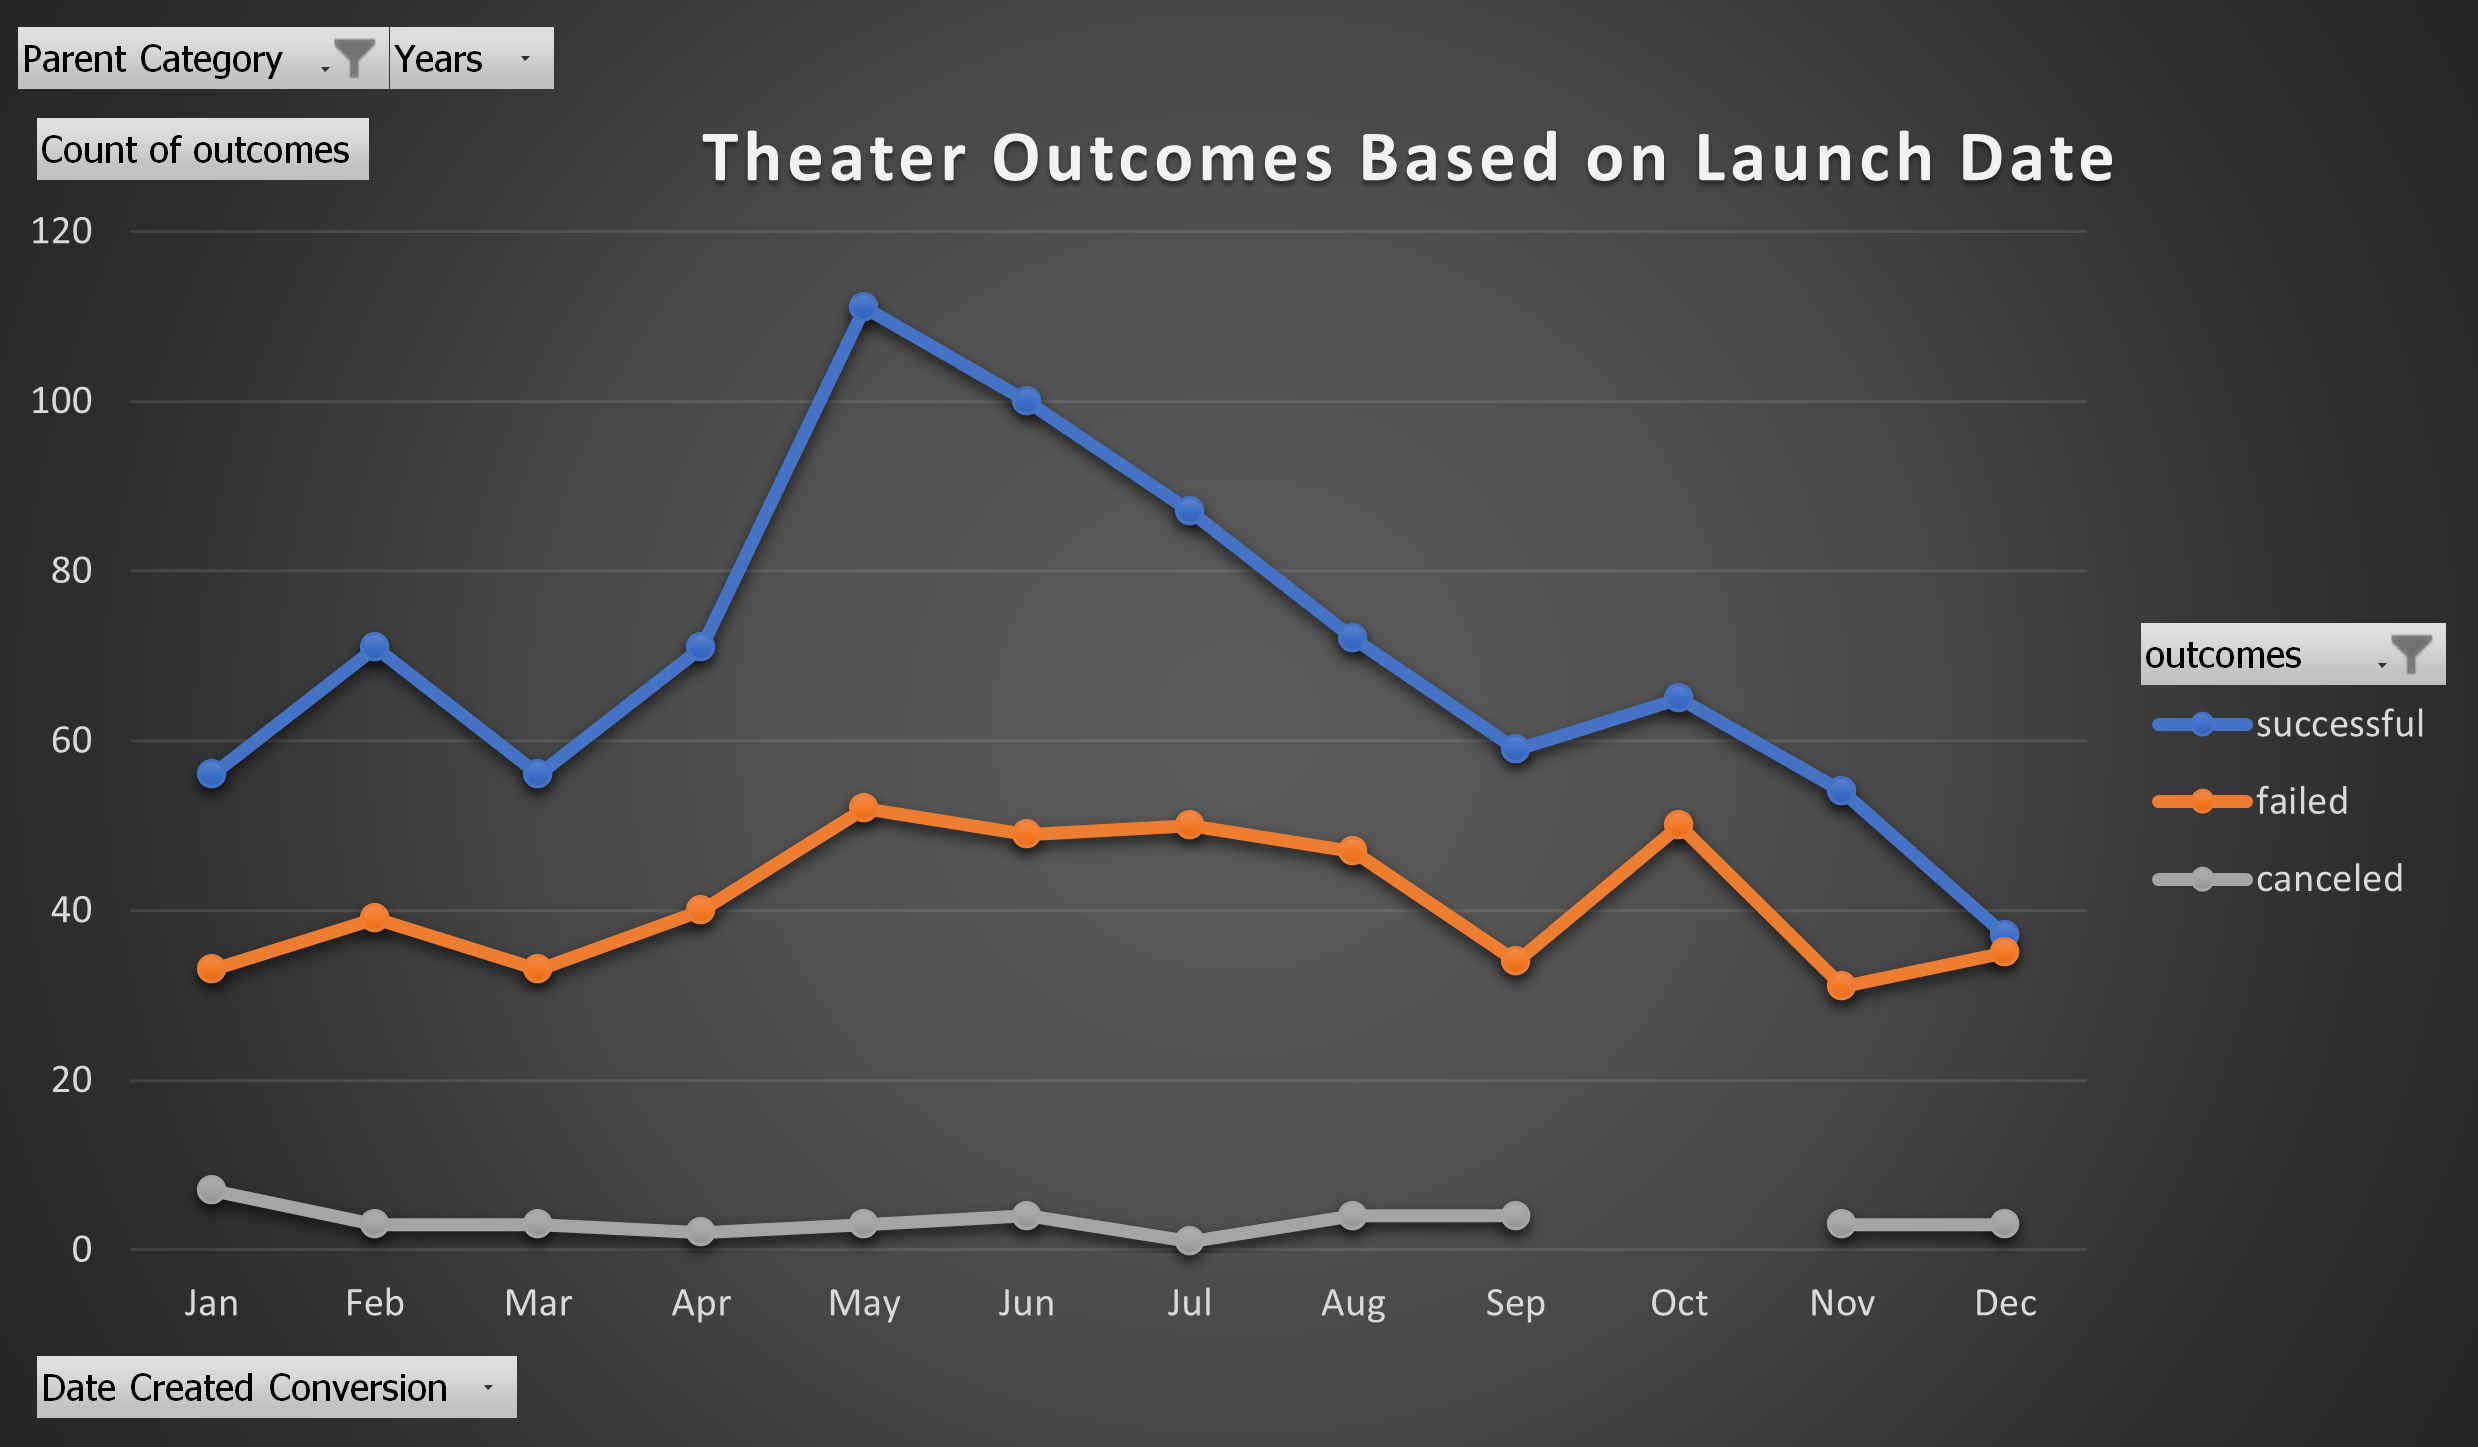 Parent Category Years
Count of outcomes
Theater Outcomes Based on Launch Date
120
100
80
60
40
20
0
Jan Feb Mar Apr May Jun Jul Aug Sep Oct Nov Dec
outcomes
successful
failed
canceled
Date Created Conversion